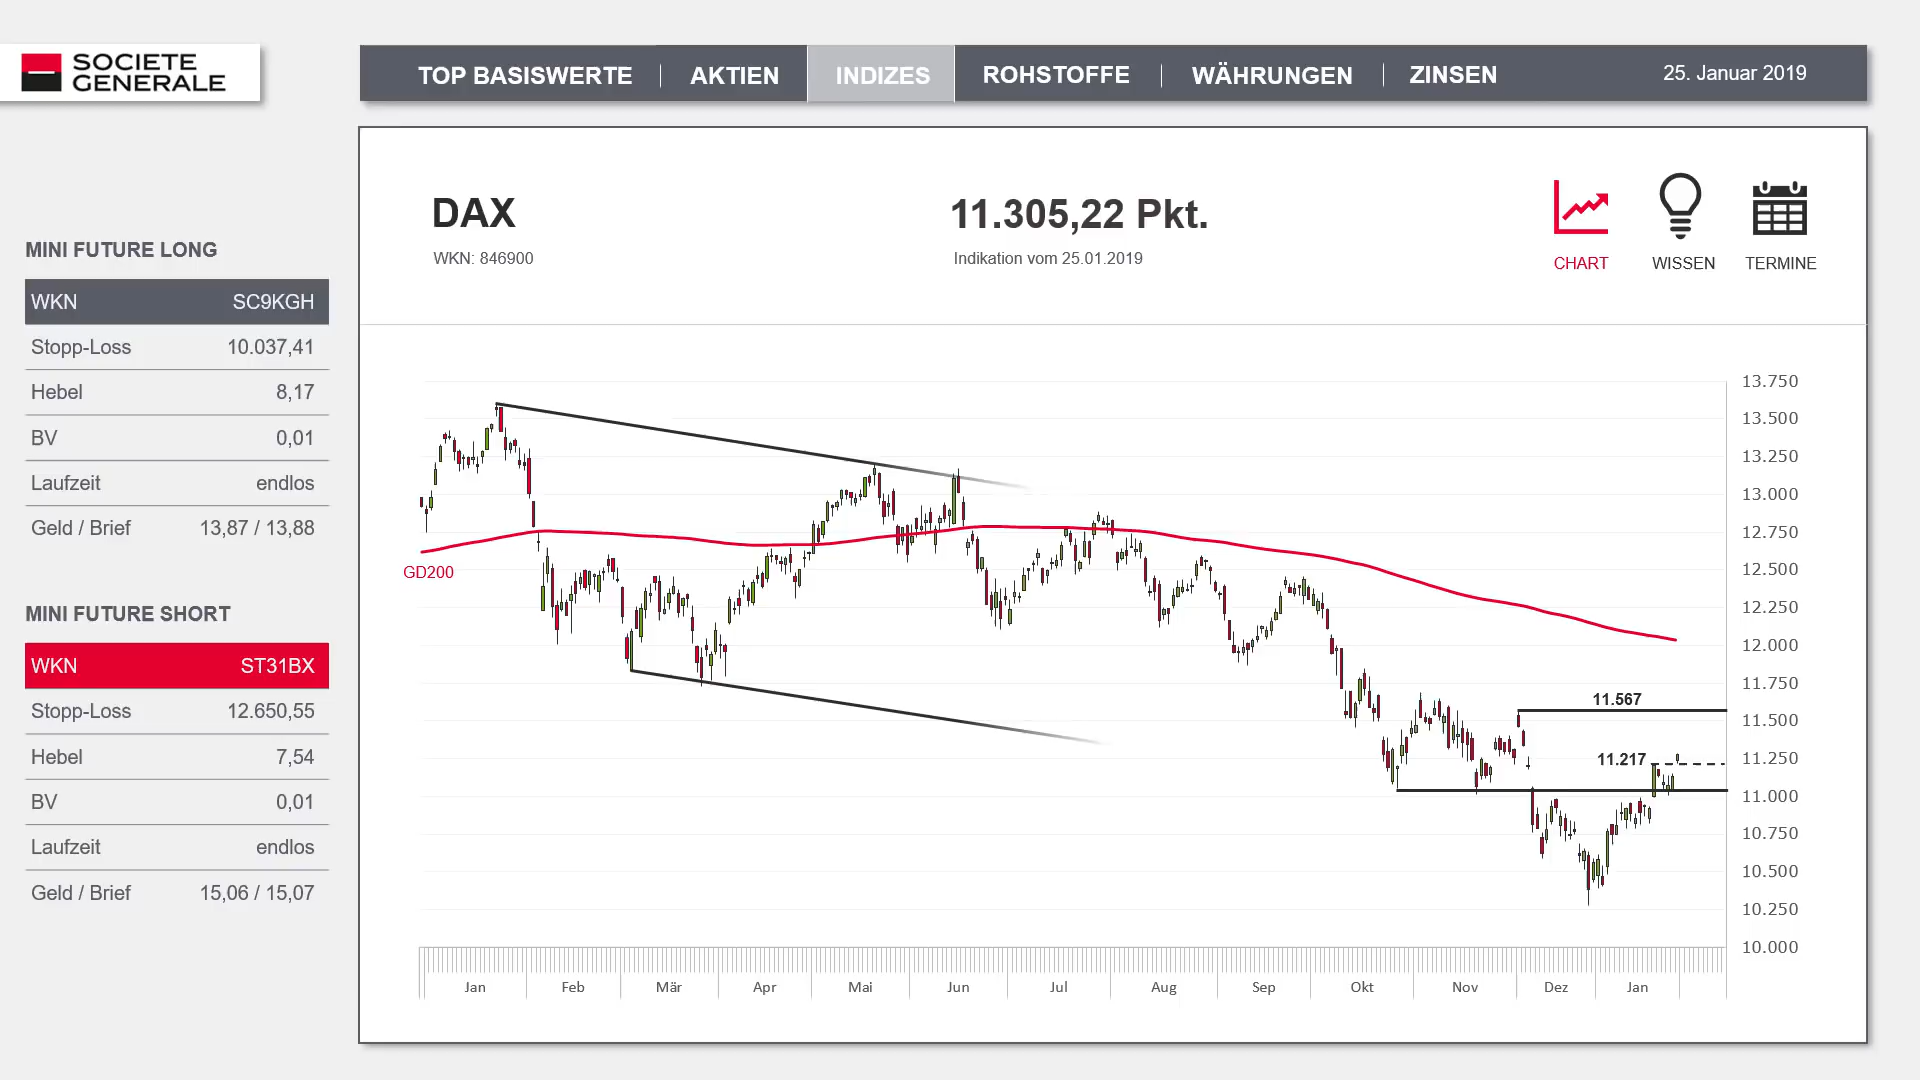 SOCIETE
GENERALE
TOP BASISWERTE AKTIEN INDIZES ROHSTOFFE WÄHRUNGEN ZINSEN 25. Januar 2019
MINI FUTURE LONG
WKN SC9KGH
Stopp-Loss 10.037,41
Hebel 8,17
BV 0,01
Laufzeit endlos
Geld / Brief 13,87 / 13,88
MINI FUTURE SHORT
WKN ST31BX
Stopp-Loss 12.650,55
Hebel 7,54
BV 0,01
Laufzeit endlos
Geld / Brief 15,06 / 15,07
DAX
WKN: 846900
11.305,22 Pkt.
Indikation vom 25.01.2019
CHART WISSEN TERMINE
13.750
13.500
13.250
13.000
12.750
12.500
12.250
12.000
11.750
11.500
11.250
11.000
10.750
10.500
10.250
10.000
GD200
11.567
11.217
Jan Feb Mär Apr Mai Jun Jul Aug Sep Okt Nov Dez Jan